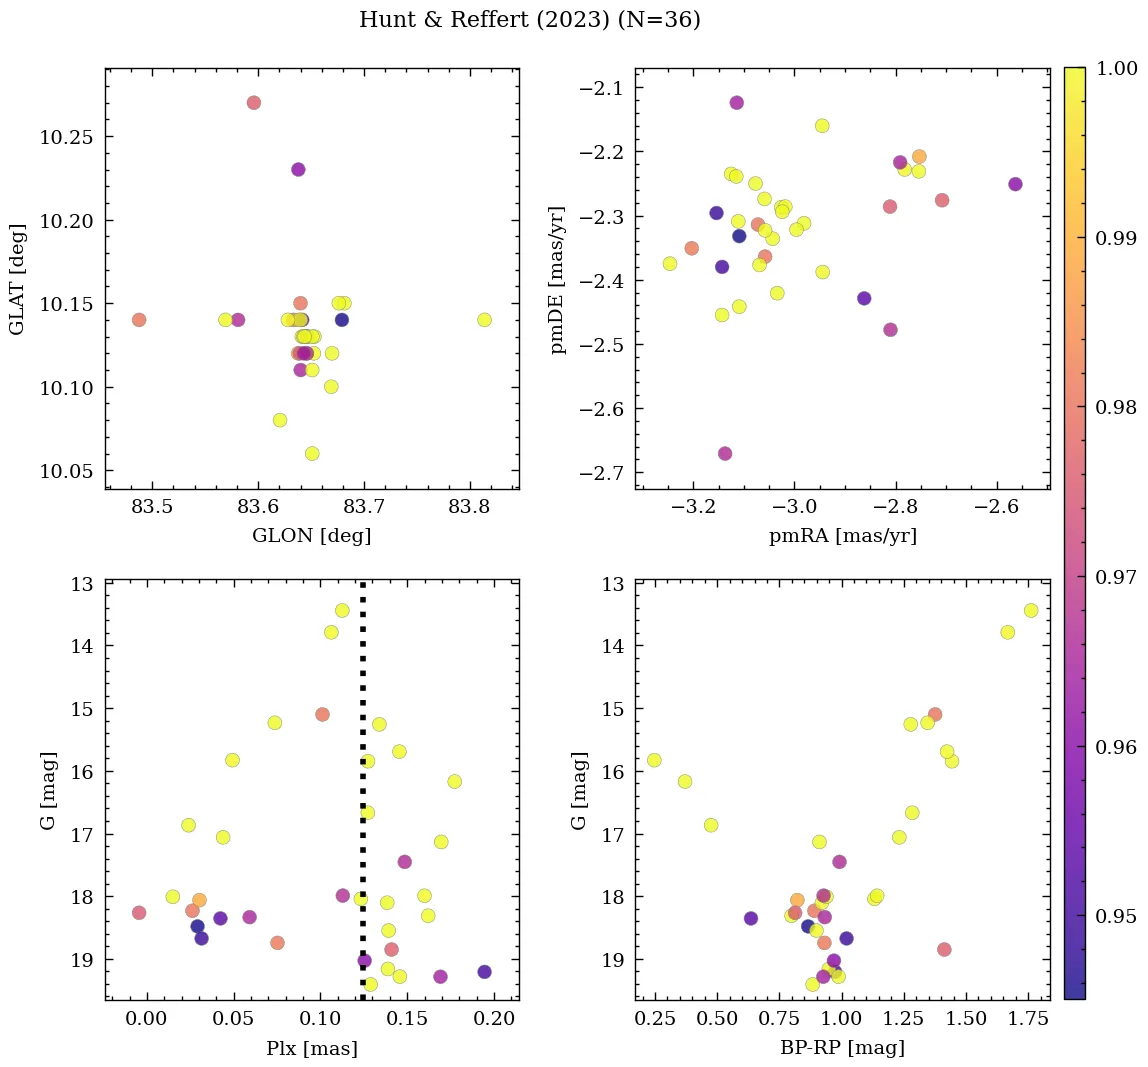 Hunt & Reffert (2023) (N=36)
10.25
10.20
10.15
10.10
10.05
GLAT [deg]
83.5 83.6 83.7 83.8
GLON [deg]
−2.1
−2.2
−2.3
−2.4
−2.5
−2.6
−2.7
pmDE [mas/yr]
−3.2 −3.0 −2.8 −2.6
pmRA [mas/yr]
1.00
0.99
0.98
0.97
0.96
0.95
13
14
15
16
17
18
19
G [mag]
0.00 0.05 0.10 0.15 0.20
Plx [mas]
13
14
15
16
17
18
19
G [mag]
0.25 0.50 0.75 1.00 1.25 1.50 1.75
BP-RP [mag]